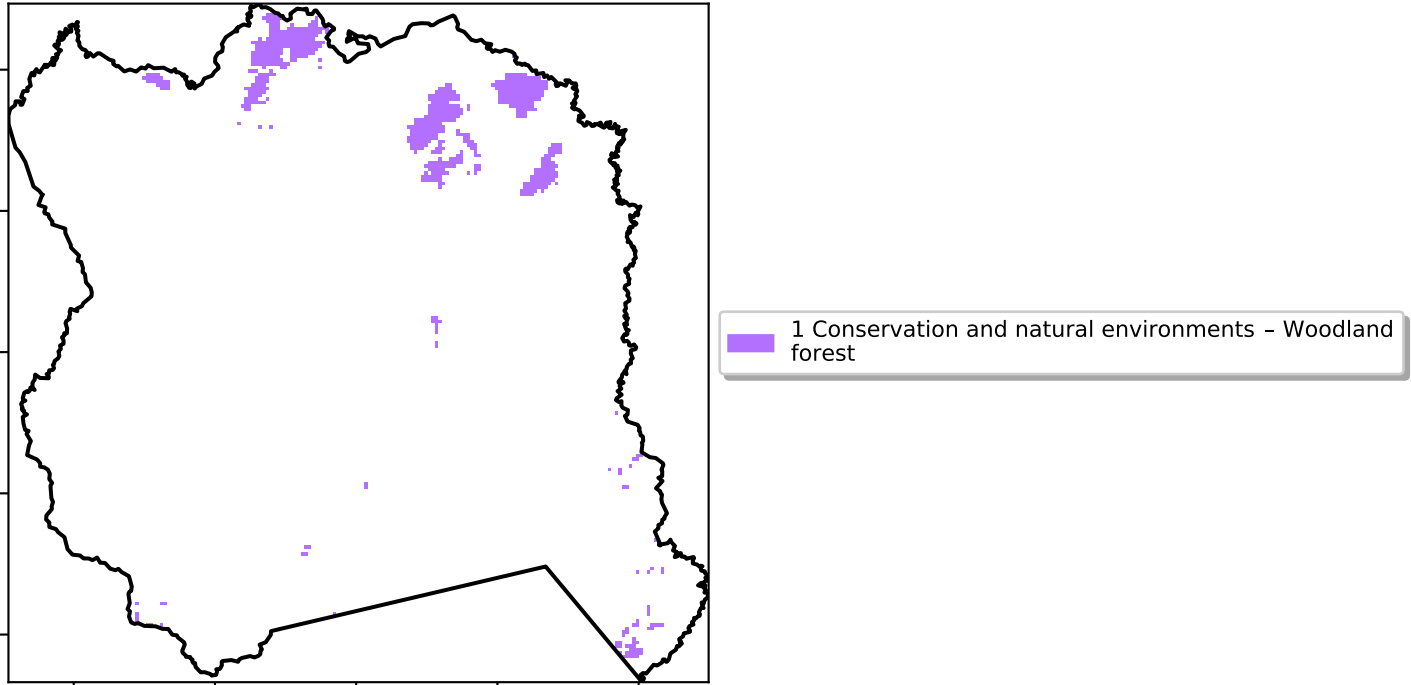 1 Conservation and natural environments – Woodland
forest